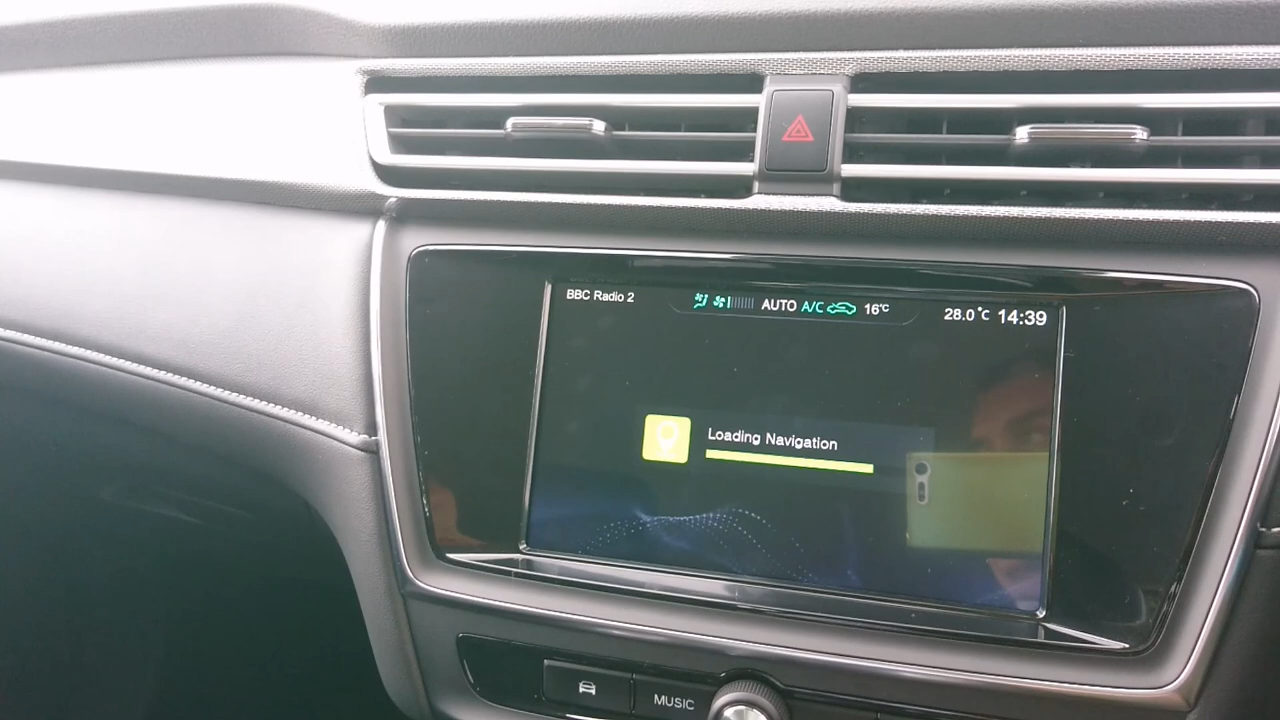 BBC Radio 2
AUTO A/C 16°C
28.0°C 14:39
Loading Navigation
MUSIC